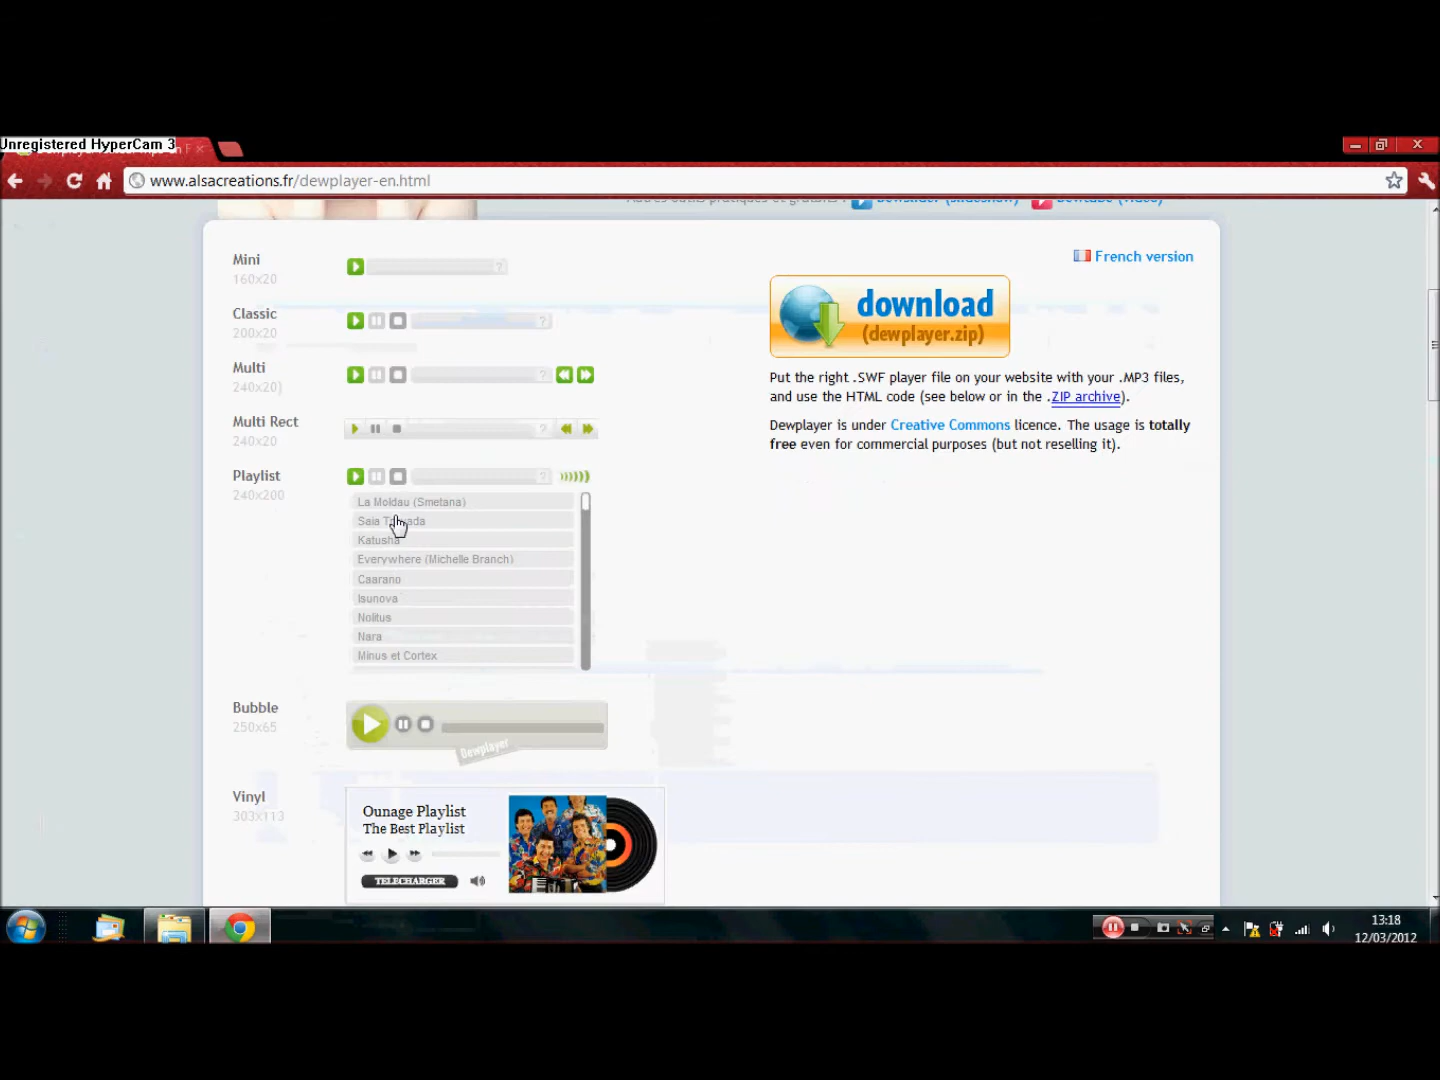 Unregistered HyperCam 3
www.alsacreations.fr/dewplayer-en.html
Mini
160x20
French version
download
(dewplayer.zip)
Classic
200x20
Multi
240x20)
Put the right .SWF player file on your website with your .MP3 files,
and use the HTML code (see below or in the .ZIP archive).
Multi Rect
240x20
Dewplayer is under Creative Commons licence. The usage is totally
free even for commercial purposes (but not reselling it).
Playlist
240x200
La Moldau (Smetana)
Saia
Katusha
Everywhere (Michelle Branch)
Caarano
Isunova
Nolitus
Nara
Minus et Cortex
Bubble
250x65
Dewplayer
Vinyl
303x113
Ounage Playlist
The Best Playlist
TELECHARGER
13:18
12/03/2012